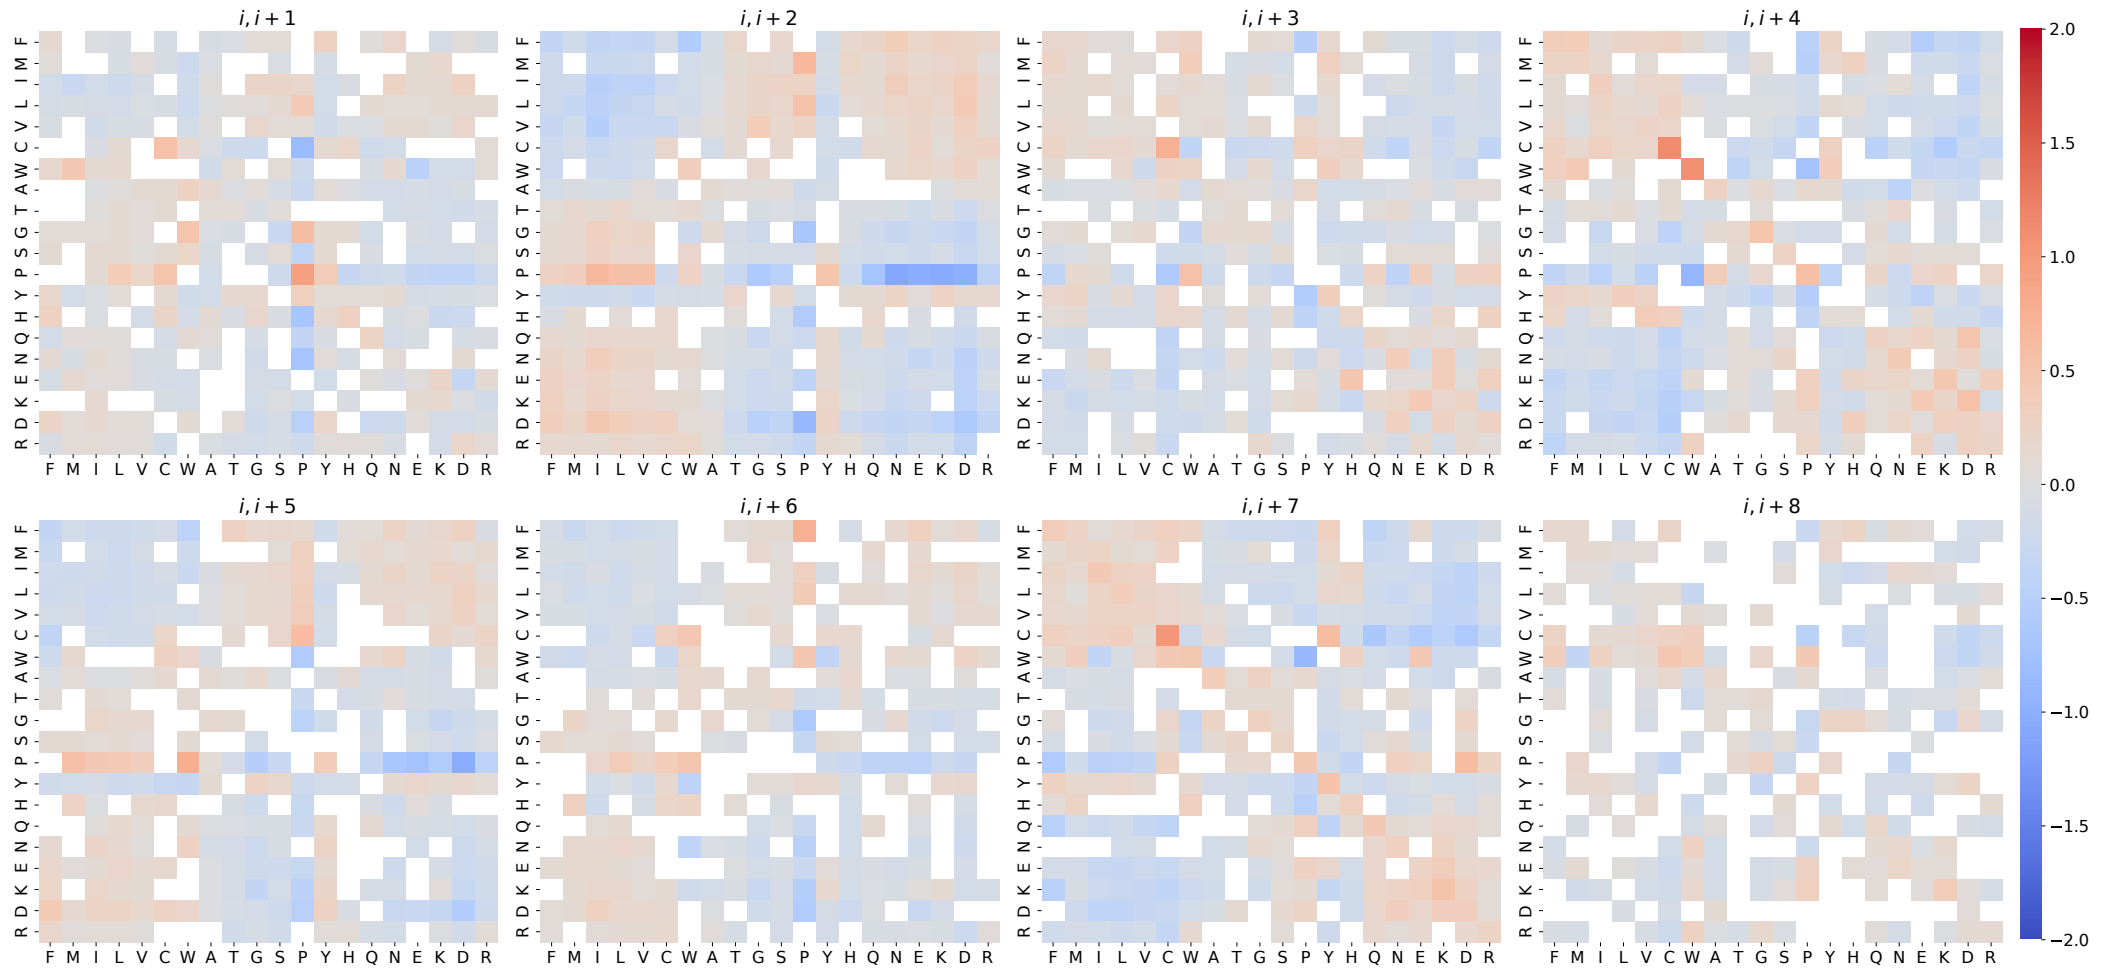 i, i + 1
i, i + 2
i, i + 3
i, i + 4
F M I L V C W A T G S P Y H Q N E K D R
F M I L V C W A T G S P Y H Q N E K D R
F M I L V C W A T G S P Y H Q N E K D R
F M I L V C W A T G S P Y H Q N E K D R
R D K E N Q H Y P S G T A W C V L I M F
R D K E N Q H Y P S G T A W C V L I M F
R D K E N Q H Y P S G T A W C V L I M F
R D K E N Q H Y P S G T A W C V L I M F
i, i + 5
i, i + 6
i, i + 7
i, i + 8
F M I L V C W A T G S P Y H Q N E K D R
F M I L V C W A T G S P Y H Q N E K D R
F M I L V C W A T G S P Y H Q N E K D R
F M I L V C W A T G S P Y H Q N E K D R
R D K E N Q H Y P S G T A W C V L I M F
R D K E N Q H Y P S G T A W C V L I M F
R D K E N Q H Y P S G T A W C V L I M F
R D K E N Q H Y P S G T A W C V L I M F
2.0
1.5
1.0
0.5
0.0
−0.5
−1.0
−1.5
−2.0